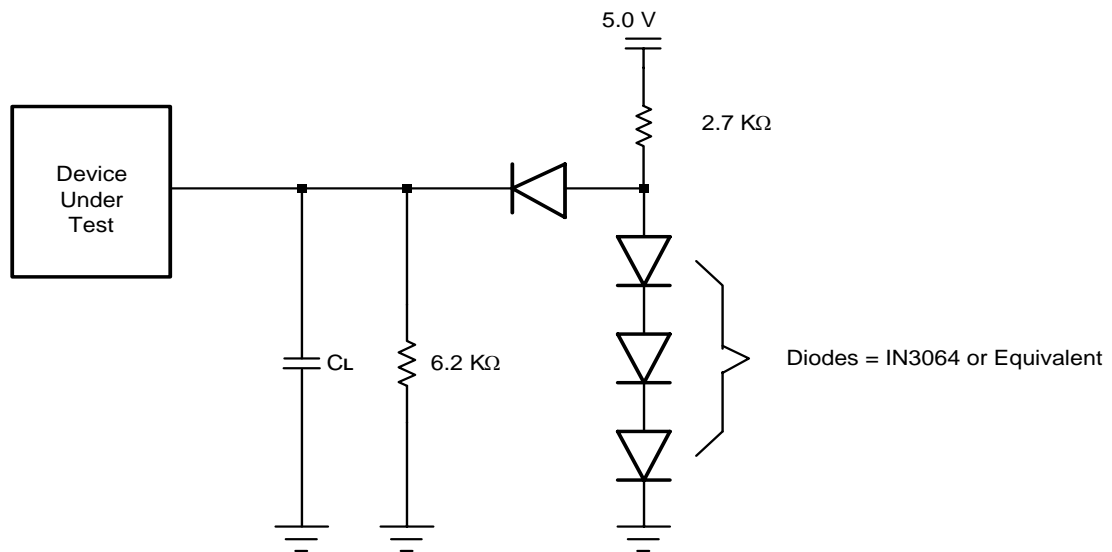 5.0 V
2.7 KΩ
Device
Under
Test
CL
6.2 KΩ
Diodes = IN3064 or Equivalent